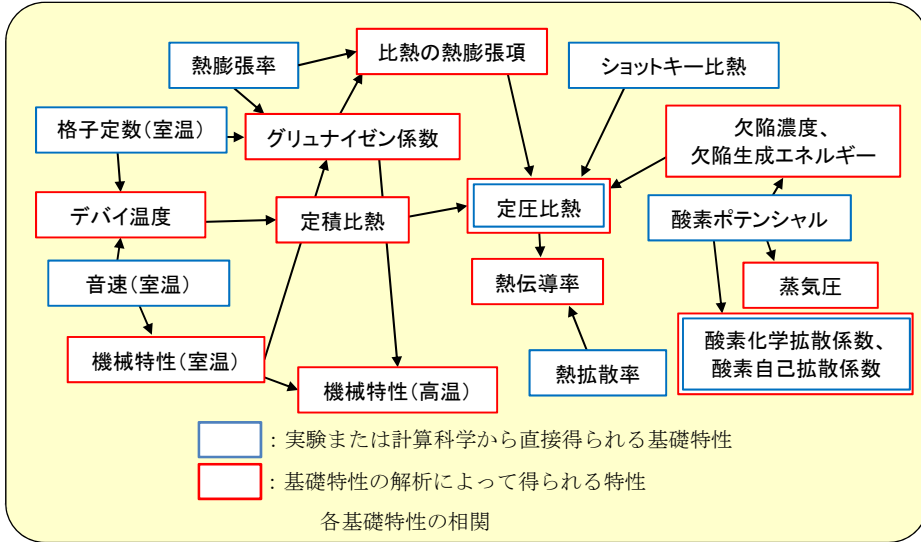 熱膨張率
比熱の熱膨張項
ショットキー比熱
格子定数(室温)
グリュナイゼン係数
欠陥濃度、
欠陥生成エネルギー
デバイ温度
定積比熱
定圧比熱
酸素ポテンシャル
音速(室温)
熱伝導率
蒸気圧
機械特性(室温)
機械特性(高温)
熱拡散率
酸素化学拡散係数、
酸素自己拡散係数
:実験または計算科学から直接得られる基礎特性
:基礎特性の解析によって得られる特性
各基礎特性の相関